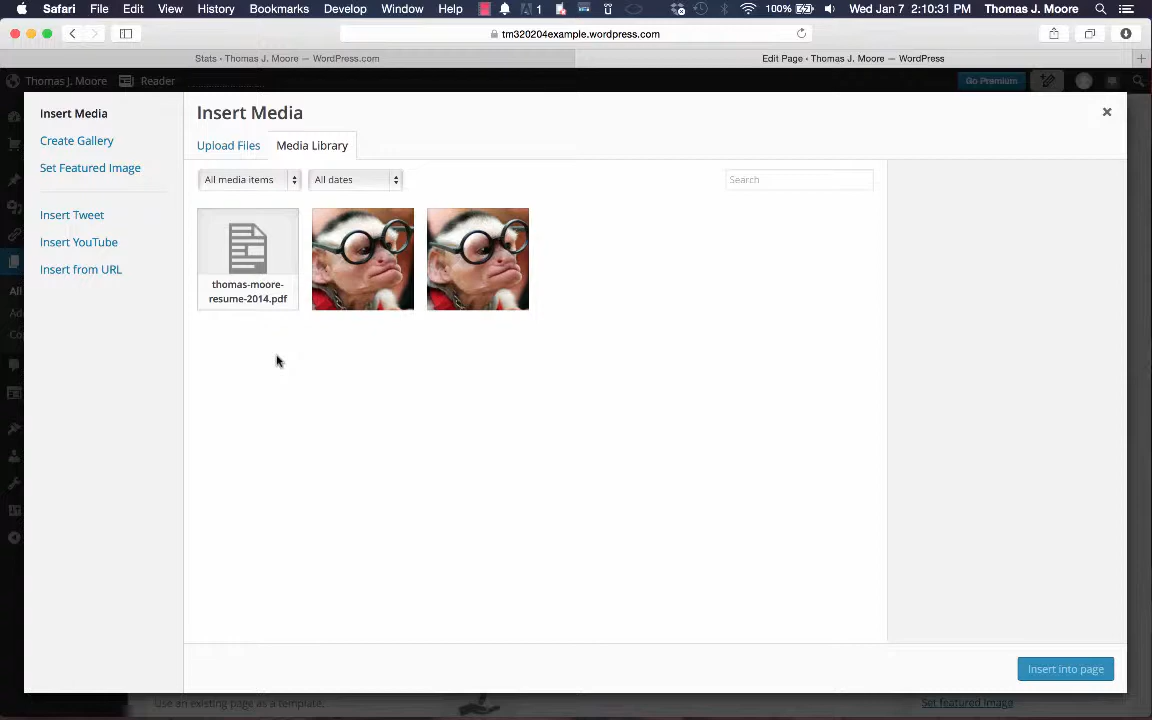 Safari File Edit View History Bookmarks Develop Window Help 1 100% Wed Jan 7 2:10:31 PM Thomas J. Moore
tm320204example.wordpress.com
Stats · Thomas J. Moore — WordPress.com
Edit Page · Thomas J. Moore — WordPress
Thomas J. Moore Reader Go Premium
Insert Media
Create Gallery
Set Featured Image
Insert Tweet
Insert YouTube
Insert from URL
Insert Media
Upload Files Media Library
All media items All dates Search
thomas-moore-
resume-2014.pdf
Insert into page
All
Use an existing page as a template.
Set featured image